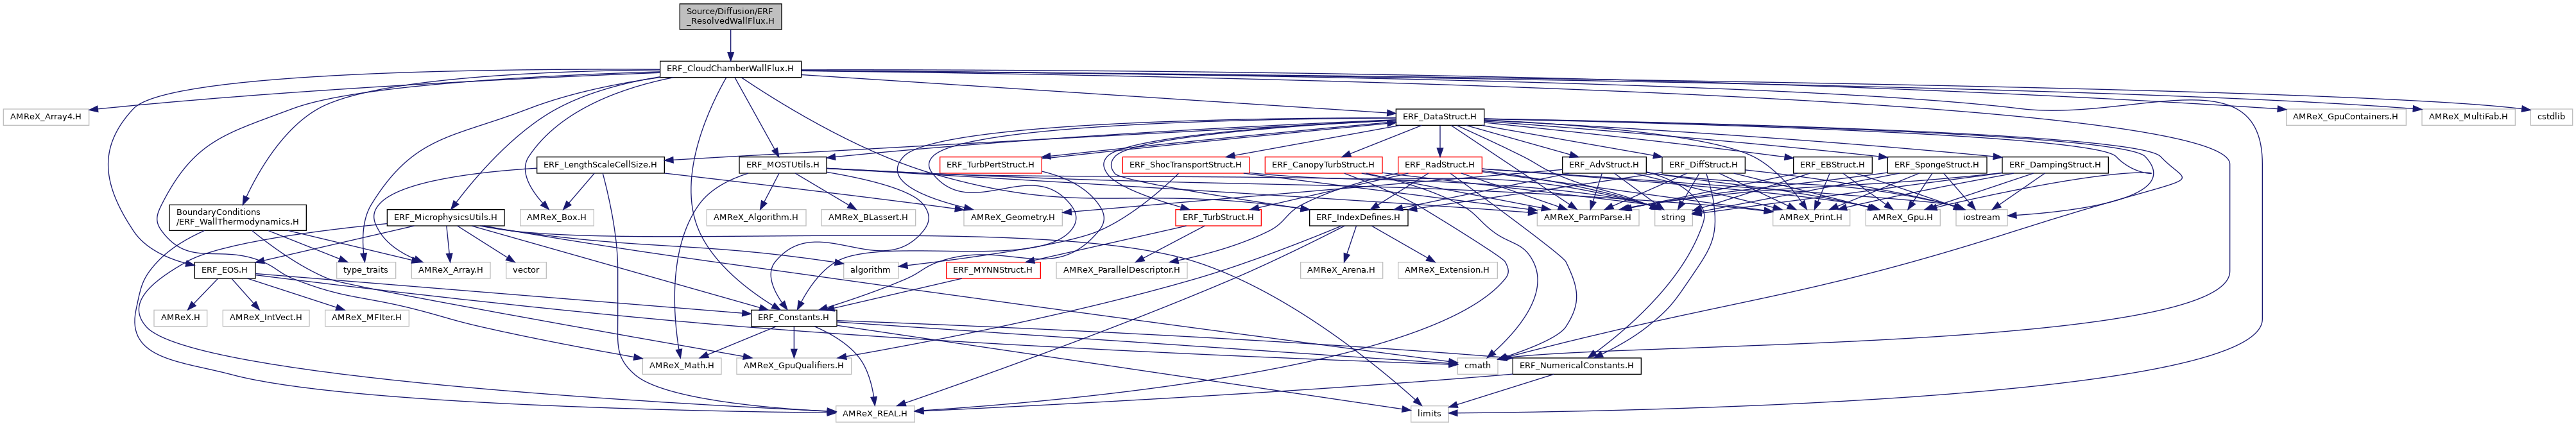 Source/Diffusion/ERF
_ResolvedWallFlux.H
ERF_CloudChamberWallFlux.H
AMReX_Array4.H
ERF_DataStruct.H
AMReX_GpuContainers.H
AMReX_MultiFab.H
cstdlib
ERF_LengthScaleCellSize.H
ERF_MOSTUtils.H
ERF_TurbPertStruct.H
ERF_ShocTransportStruct.H
ERF_CanopyTurbStruct.H
ERF_RadStruct.H
ERF_AdvStruct.H
ERF_DiffStruct.H
ERF_EBStruct.H
ERF_SpongeStruct.H
ERF_DampingStruct.H
BoundaryConditions
/ERF_WallThermodynamics.H
ERF_MicrophysicsUtils.H
AMReX_Box.H
AMReX_Algorithm.H
AMReX_BLassert.H
AMReX_Geometry.H
ERF_TurbStruct.H
ERF_IndexDefines.H
AMReX_ParmParse.H
string
AMReX_Print.H
AMReX_Gpu.H
iostream
ERF_EOS.H
type_traits
AMReX_Array.H
vector
algorithm
ERF_MYNNStruct.H
AMReX_ParallelDescriptor.H
AMReX_Arena.H
AMReX_Extension.H
AMReX.H
AMReX_IntVect.H
AMReX_MFIter.H
ERF_Constants.H
AMReX_Math.H
AMReX_GpuQualifiers.H
cmath
ERF_NumericalConstants.H
AMReX_REAL.H
limits